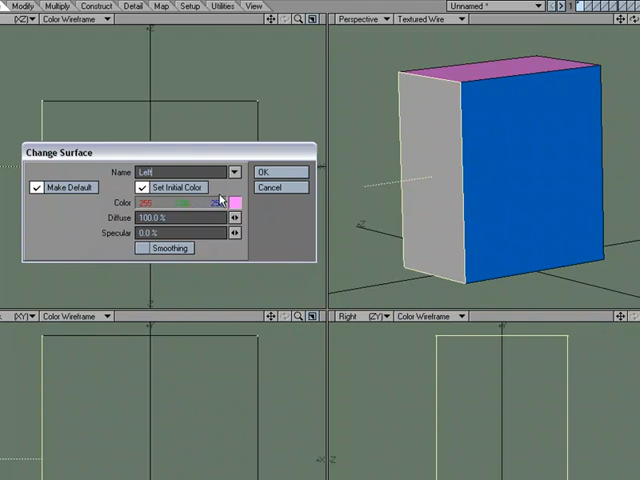 Modify Multiply Construct Detail Map Setup Utilities View Unnamed * 1
(XZ) Color Wireframe Perspective Textured Wire
Change Surface
Name Left OK
Make Default Set Initial Color Cancel
Color 255
Diffuse 100.0 %
Specular 0.0 %
Smoothing
(XY) Color Wireframe Right (ZY) Color Wireframe